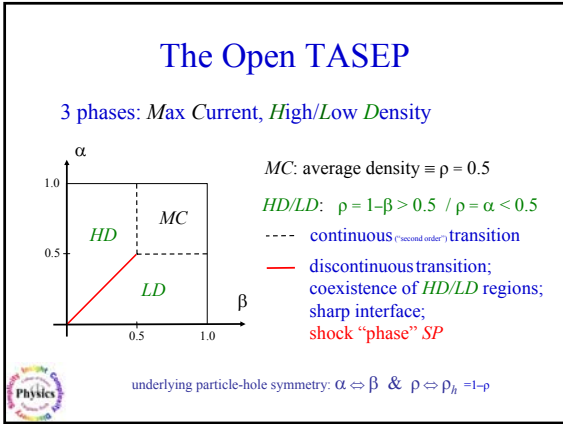 The Open TASEP
3 phases: Max Current, High/Low Density
α
1.0
0.5
HD
MC
LD
β
0.5
1.0
MC: average density ≡ ρ = 0.5
HD/LD: ρ = 1–β > 0.5 / ρ = α < 0.5
continuous ("second order") transition
discontinuous transition;
coexistence of HD/LD regions;
sharp interface;
shock "phase" SP
Physics
underlying particle-hole symmetry: α ⇔ β & ρ ⇔ ρh =1–ρ